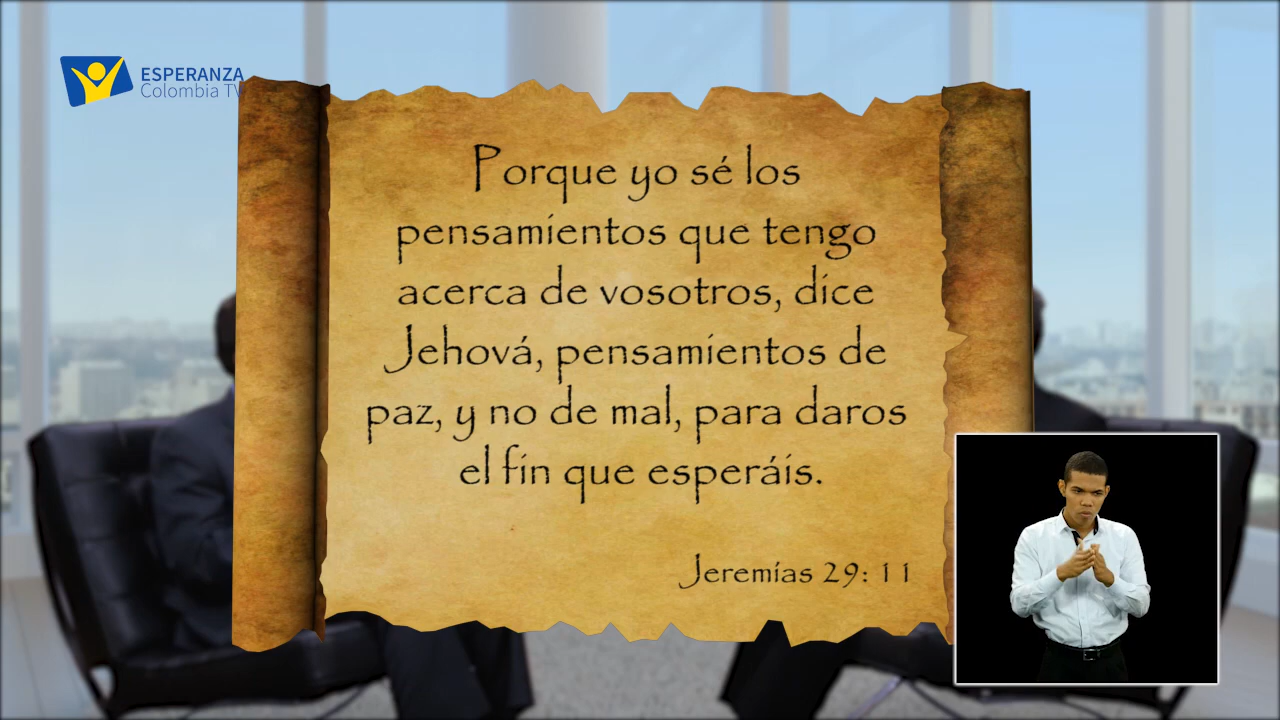 ESPERANZA
Colombia TV
Porque yo sé los
pensamientos que tengo
acerca de vosotros, dice
Jehová, pensamientos de
paz, y no de mal, para daros
el fin que esperáis.
Jeremías 29: 11